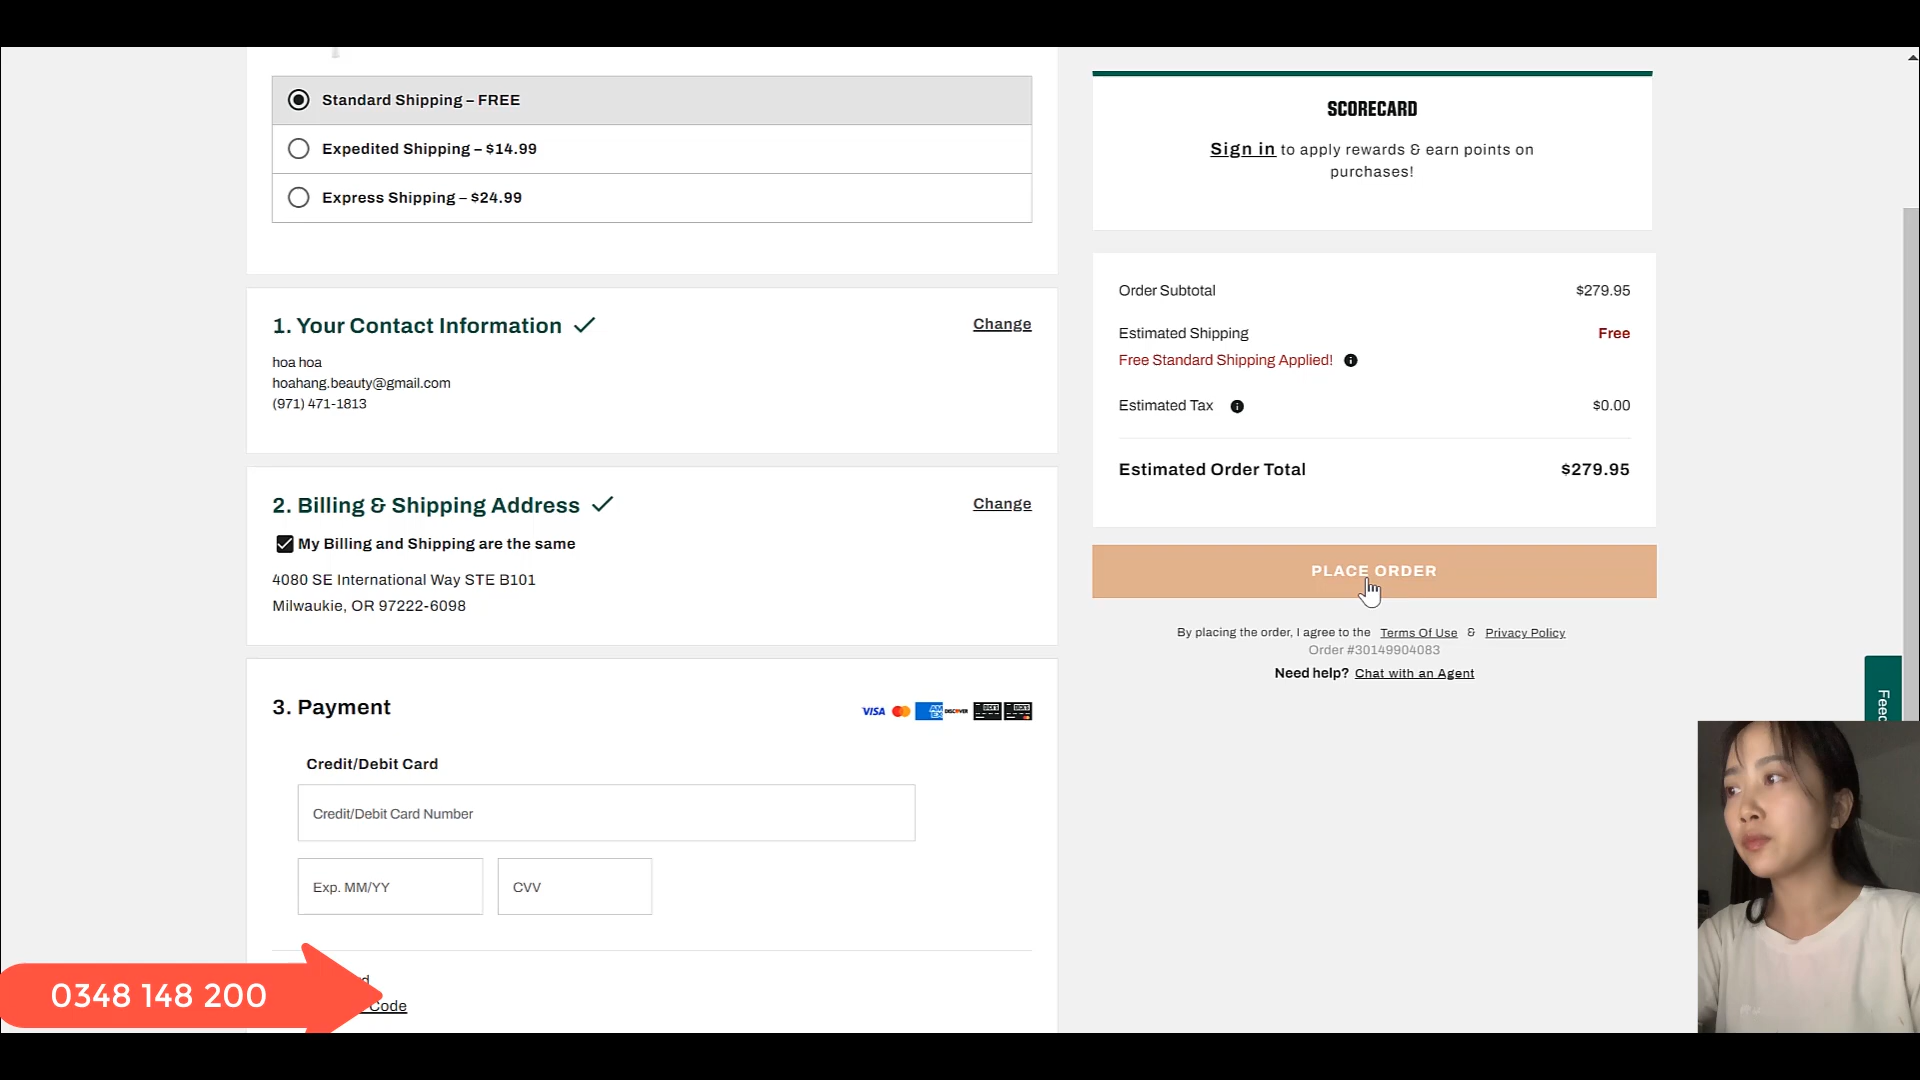 Standard Shipping – FREE
Expedited Shipping – $14.99
Express Shipping – $24.99
1. Your Contact Information
Change
hoa hoa
hoahang.beauty@gmail.com
(971) 471-1813
2. Billing & Shipping Address
Change
My Billing and Shipping are the same
4080 SE International Way STE B101
Milwaukie, OR 97222-6098
3. Payment
VISA
AM EX
DISCOVER
Credit/Debit Card
Credit/Debit Card Number
Exp. MM/YY
CVV
Code
0348 148 200
SCORECARD
Sign in to apply rewards & earn points on
purchases!
Order Subtotal
$279.95
Estimated Shipping
Free
Free Standard Shipping Applied!
Estimated Tax
$0.00
Estimated Order Total
$279.95
PLACE ORDER
By placing the order, I agree to the Terms Of Use & Privacy Policy
Order #30149904083
Need help? Chat with an Agent
Feed